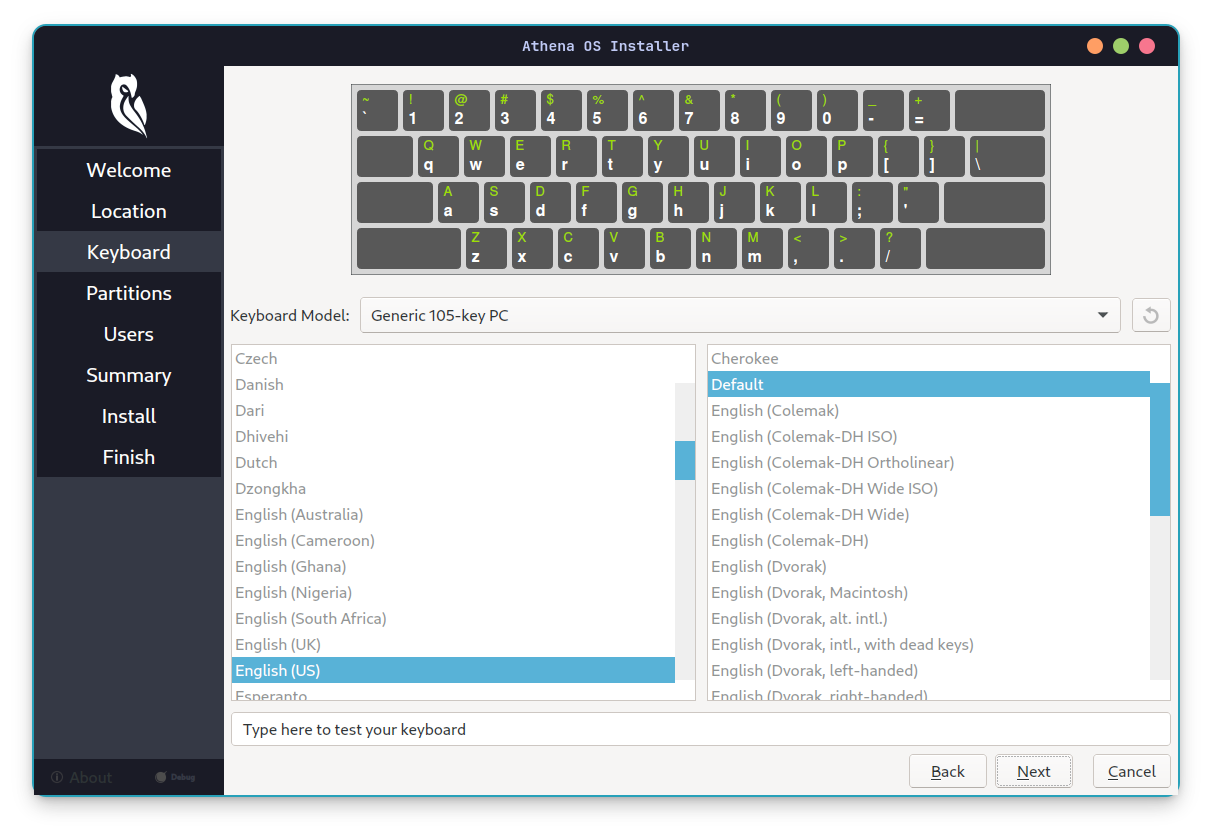 Athena OS Installer
Welcome
Location
Keyboard
Partitions
Users
Summary
Install
Finish
About
Debug
~ ! @ # $ % ^ & * ( ) _ +
` 1 2 3 4 5 6 7 8 9 0 - =
Q W E R T Y U I O P { } |
q w e r t y u i o p [ ] \
A S D F G H J K L : "
a s d f g h j k l ; '
Z X C V B N M < > ?
z x c v b n m , . /
Keyboard Model: Generic 105-key PC
Czech
Danish
Dari
Dhivehi
Dutch
Dzongkha
English (Australia)
English (Cameroon)
English (Ghana)
English (Nigeria)
English (South Africa)
English (UK)
English (US)
Esperanto
Cherokee
Default
English (Colemak)
English (Colemak-DH ISO)
English (Colemak-DH Ortholinear)
English (Colemak-DH Wide ISO)
English (Colemak-DH Wide)
English (Colemak-DH)
English (Dvorak)
English (Dvorak, Macintosh)
English (Dvorak, alt. intl.)
English (Dvorak, intl., with dead keys)
English (Dvorak, left-handed)
English (Dvorak, right-handed)
Type here to test your keyboard
Back Next Cancel